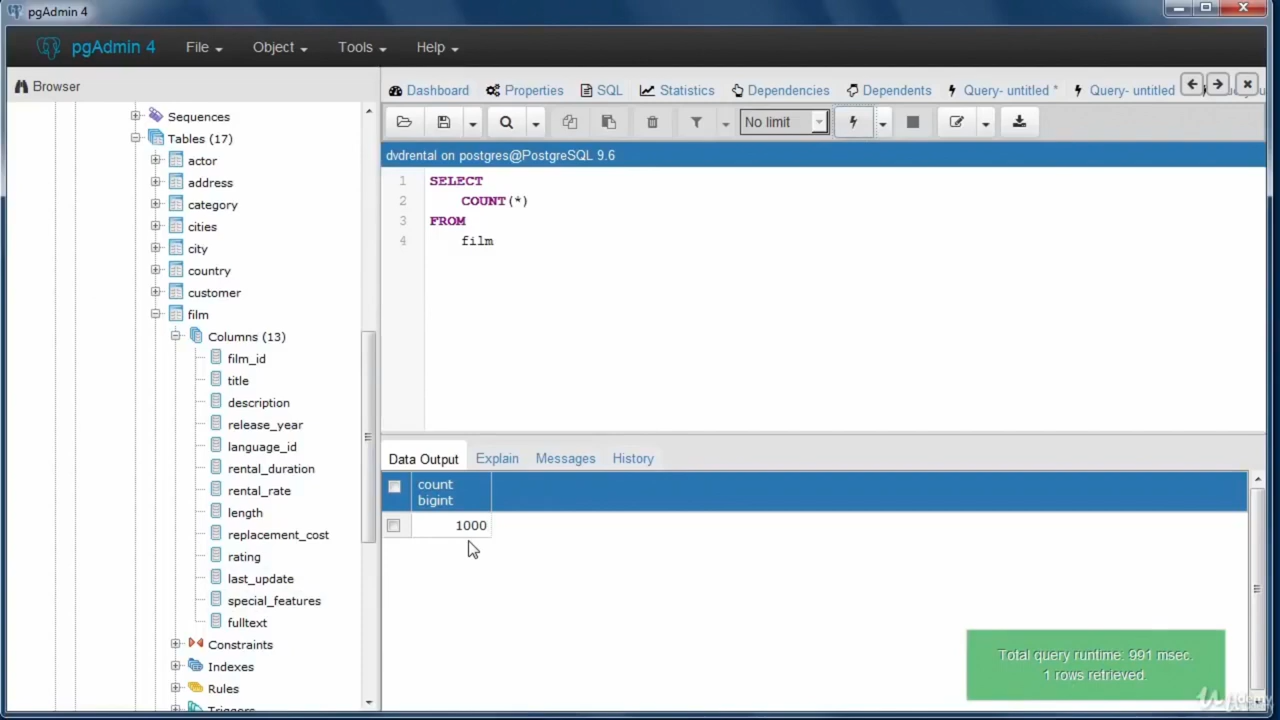 pgAdmin 4
pgAdmin 4 File Object Tools Help
Browser
Dashboard Properties SQL Statistics Dependencies Dependents Query- untitled * Query- untitled
No limit
dvdrental on postgres@PostgreSQL 9.6
Sequences
Tables (17)
actor
address
category
cities
city
country
customer
film
Columns (13)
film_id
title
description
release_year
language_id
rental_duration
rental_rate
length
replacement_cost
rating
last_update
special_features
fulltext
Constraints
Indexes
Rules
Triggers
1 SELECT
2 COUNT(*)
3 FROM
4 film
Data Output Explain Messages History
count
bigint
1000
Total query runtime: 991 msec.
1 rows retrieved.